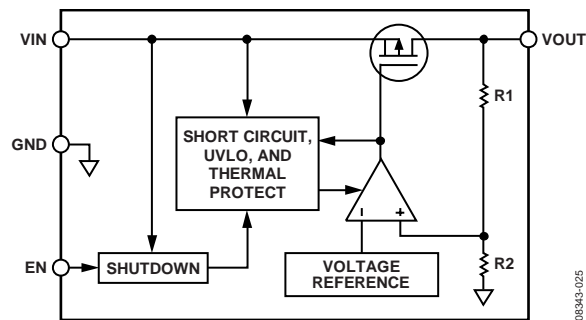 VIN
VOUT
R1
GND
SHORT CIRCUIT,
UVLO, AND
THERMAL
PROTECT
EN
SHUTDOWN
VOLTAGE
REFERENCE
R2
08343-025